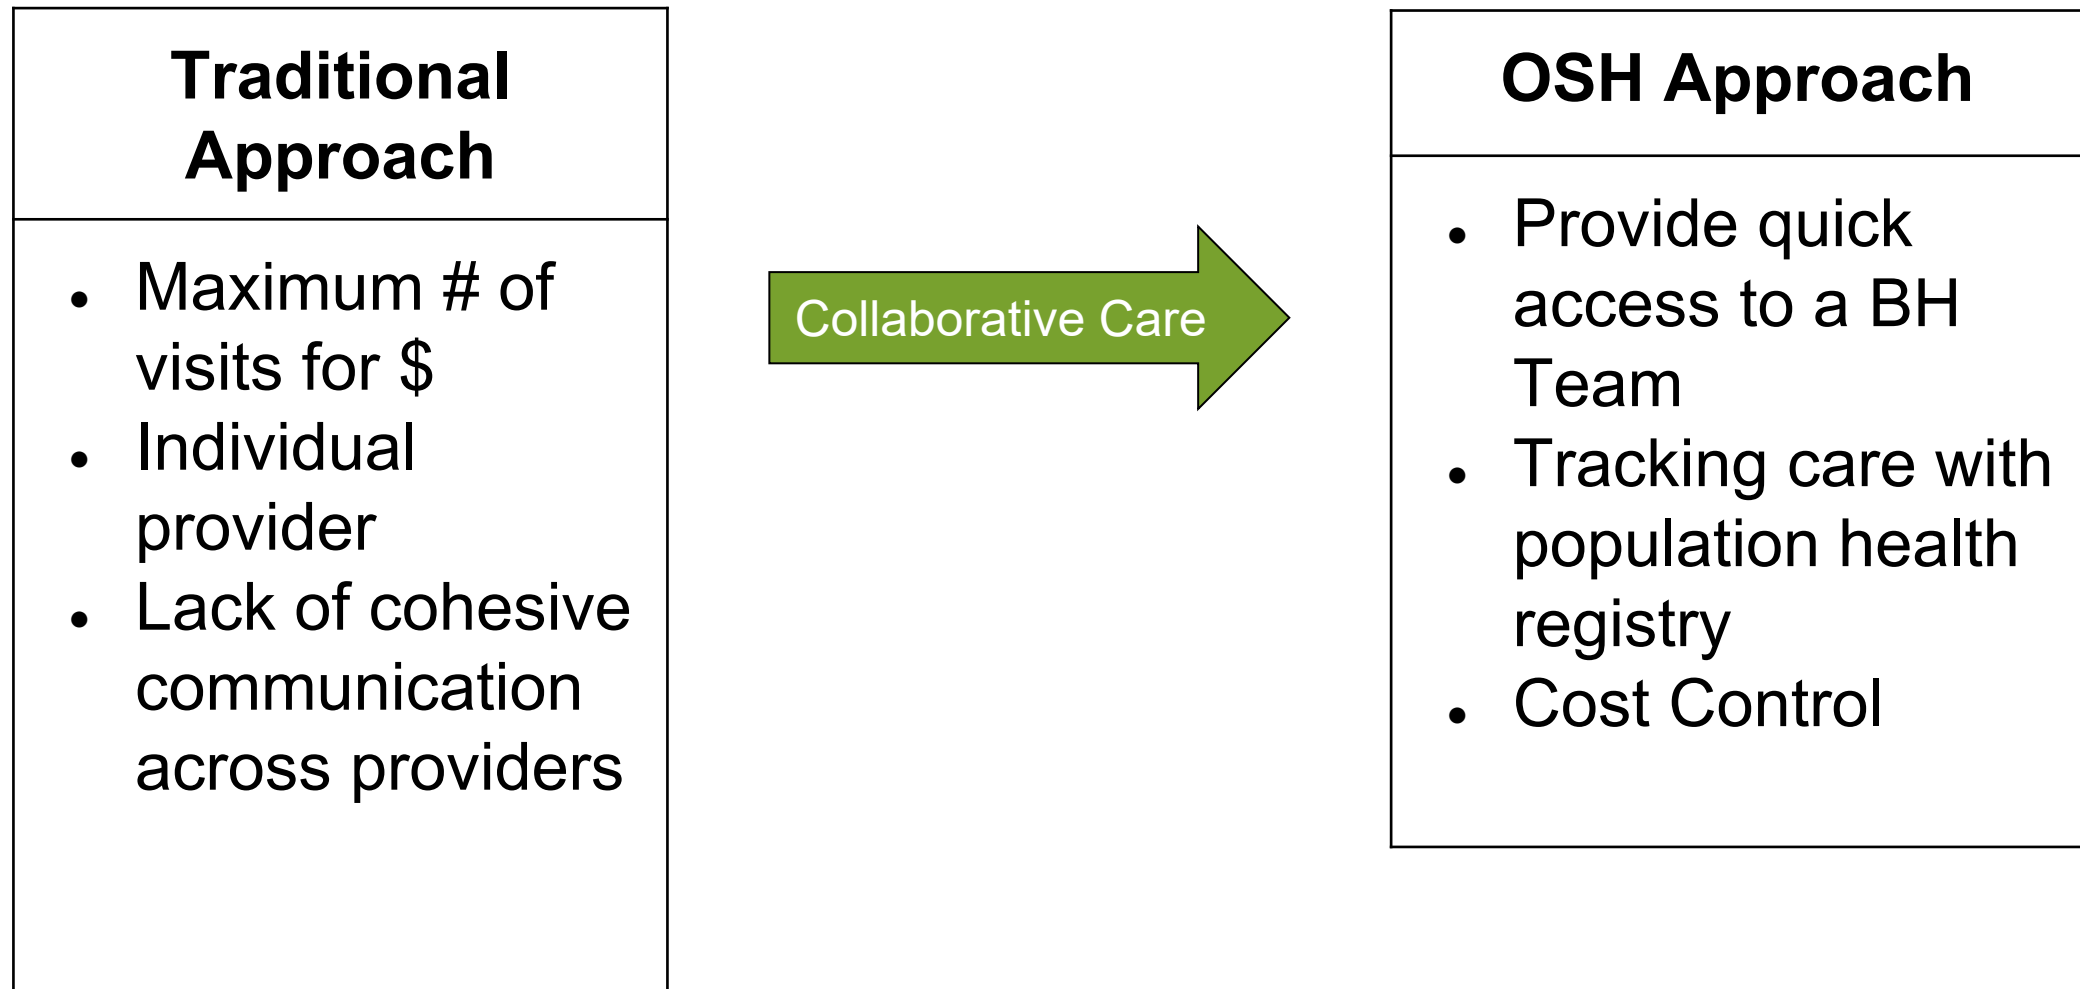 Traditional
Approach
● Maximum # of
visits for $
● Individual
provider
● Lack of cohesive
communication
across providers
Collaborative Care
OSH Approach
● Provide quick
access to a BH
Team
● Tracking care with
population health
registry
● Cost Control